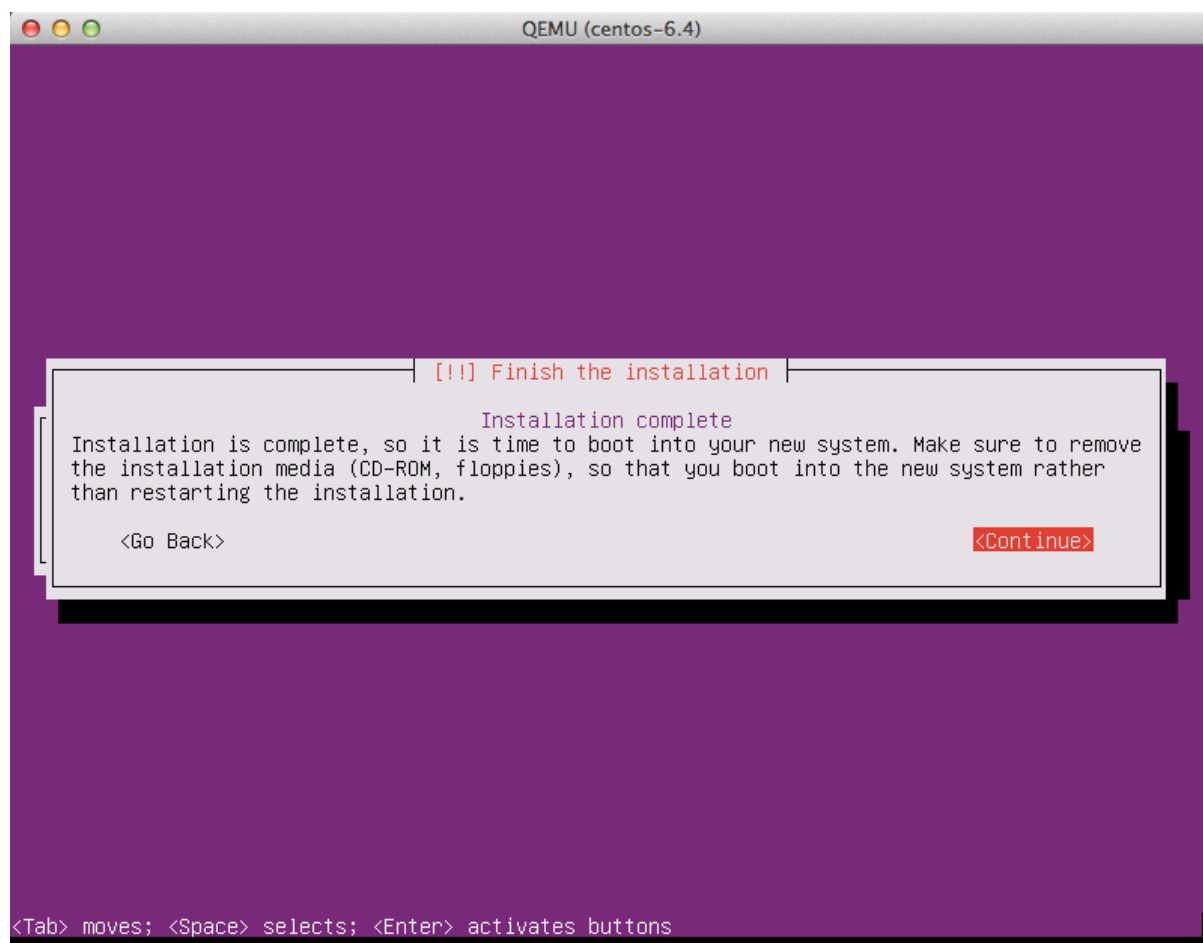 QEMU (centos-6.4)
[!!] Finish the installation
Installation complete
Installation is complete, so it is time to boot into your new system. Make sure to remove
the installation media (CD-ROM, floppies), so that you boot into the new system rather
than restarting the installation.
<Go Back> <Continue>
<Tab> moves; <Space> selects; <Enter> activates buttons